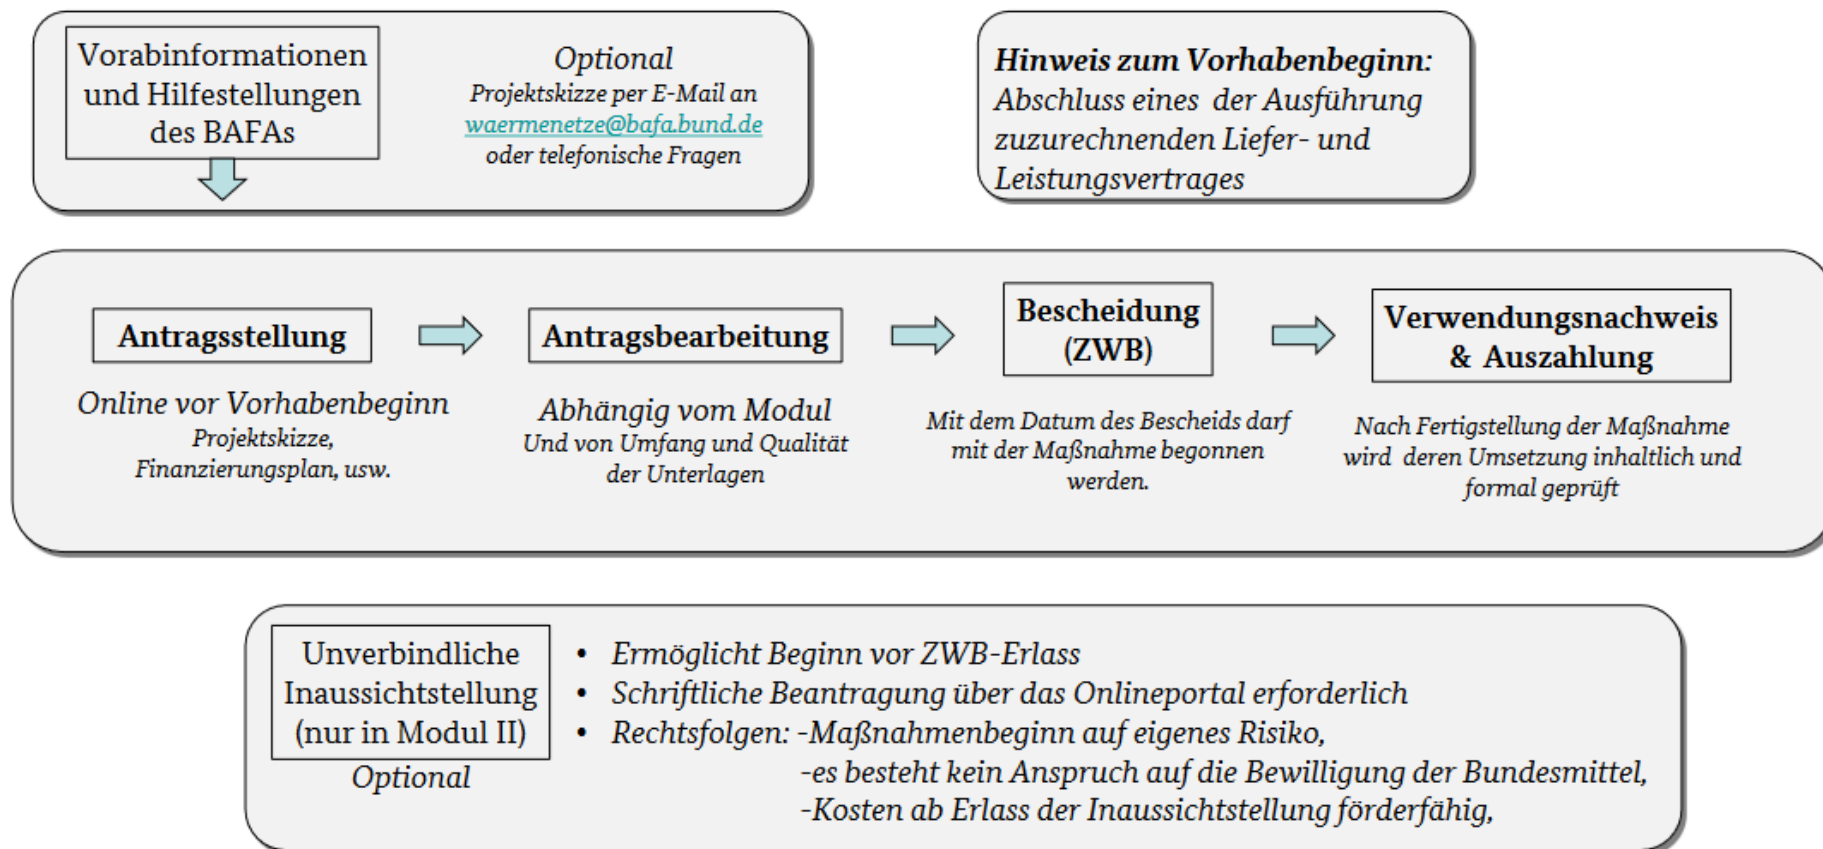 Vorabinformationen
und Hilfestellungen
des BAFAs
Optional
Projektskizze per E-Mail an
waermenetze@bafa.bund.de
oder telefonische Fragen
Hinweis zum Vorhabenbeginn:
Abschluss eines der Ausführung
zuzurechnenden Liefer- und
Leistungsvertrages
Antragsstellung
Online vor Vorhabenbeginn
Projektskizze,
Finanzierungsplan, usw.
Antragsbearbeitung
Abhängig vom Modul
Und von Umfang und Qualität
der Unterlagen
Bescheidung
(ZWB)
Mit dem Datum des Bescheids darf
mit der Maßnahme begonnen
werden.
Verwendungsnachweis
& Auszahlung
Nach Fertigstellung der Maßnahme
wird deren Umsetzung inhaltlich und
formal geprüft
Unverbindliche
Inaussichtstellung
(nur in Modul II)
Optional
• Ermöglicht Beginn vor ZWB-Erlass
• Schriftliche Beantragung über das Onlineportal erforderlich
• Rechtsfolgen: -Maßnahmenbeginn auf eigenes Risiko,
-es besteht kein Anspruch auf die Bewilligung der Bundesmittel,
-Kosten ab Erlass der Inaussichtstellung förderfähig,